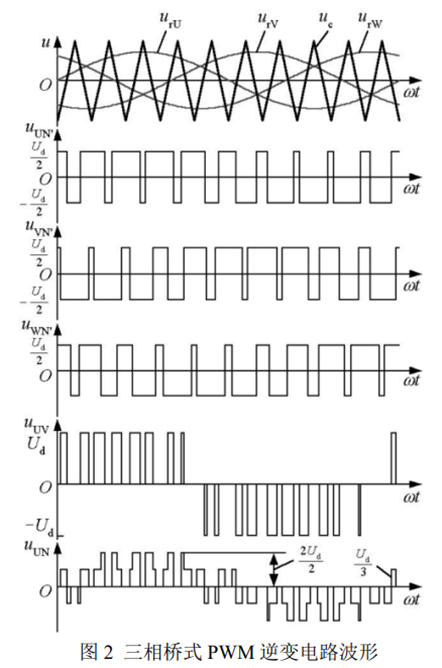 u u_rU u_rV u_c u_rW
O ωt
u_UN'
U_d/2
O ωt
-U_d/2
u_VN'
U_d/2
O ωt
-U_d/2
u_WN'
U_d/2
O ωt
u_UV
U_d
O ωt
-U_d
u_UN 2U_d/2 U_d/3
O ωt
图 2 三相桥式 PWM 逆变电路波形